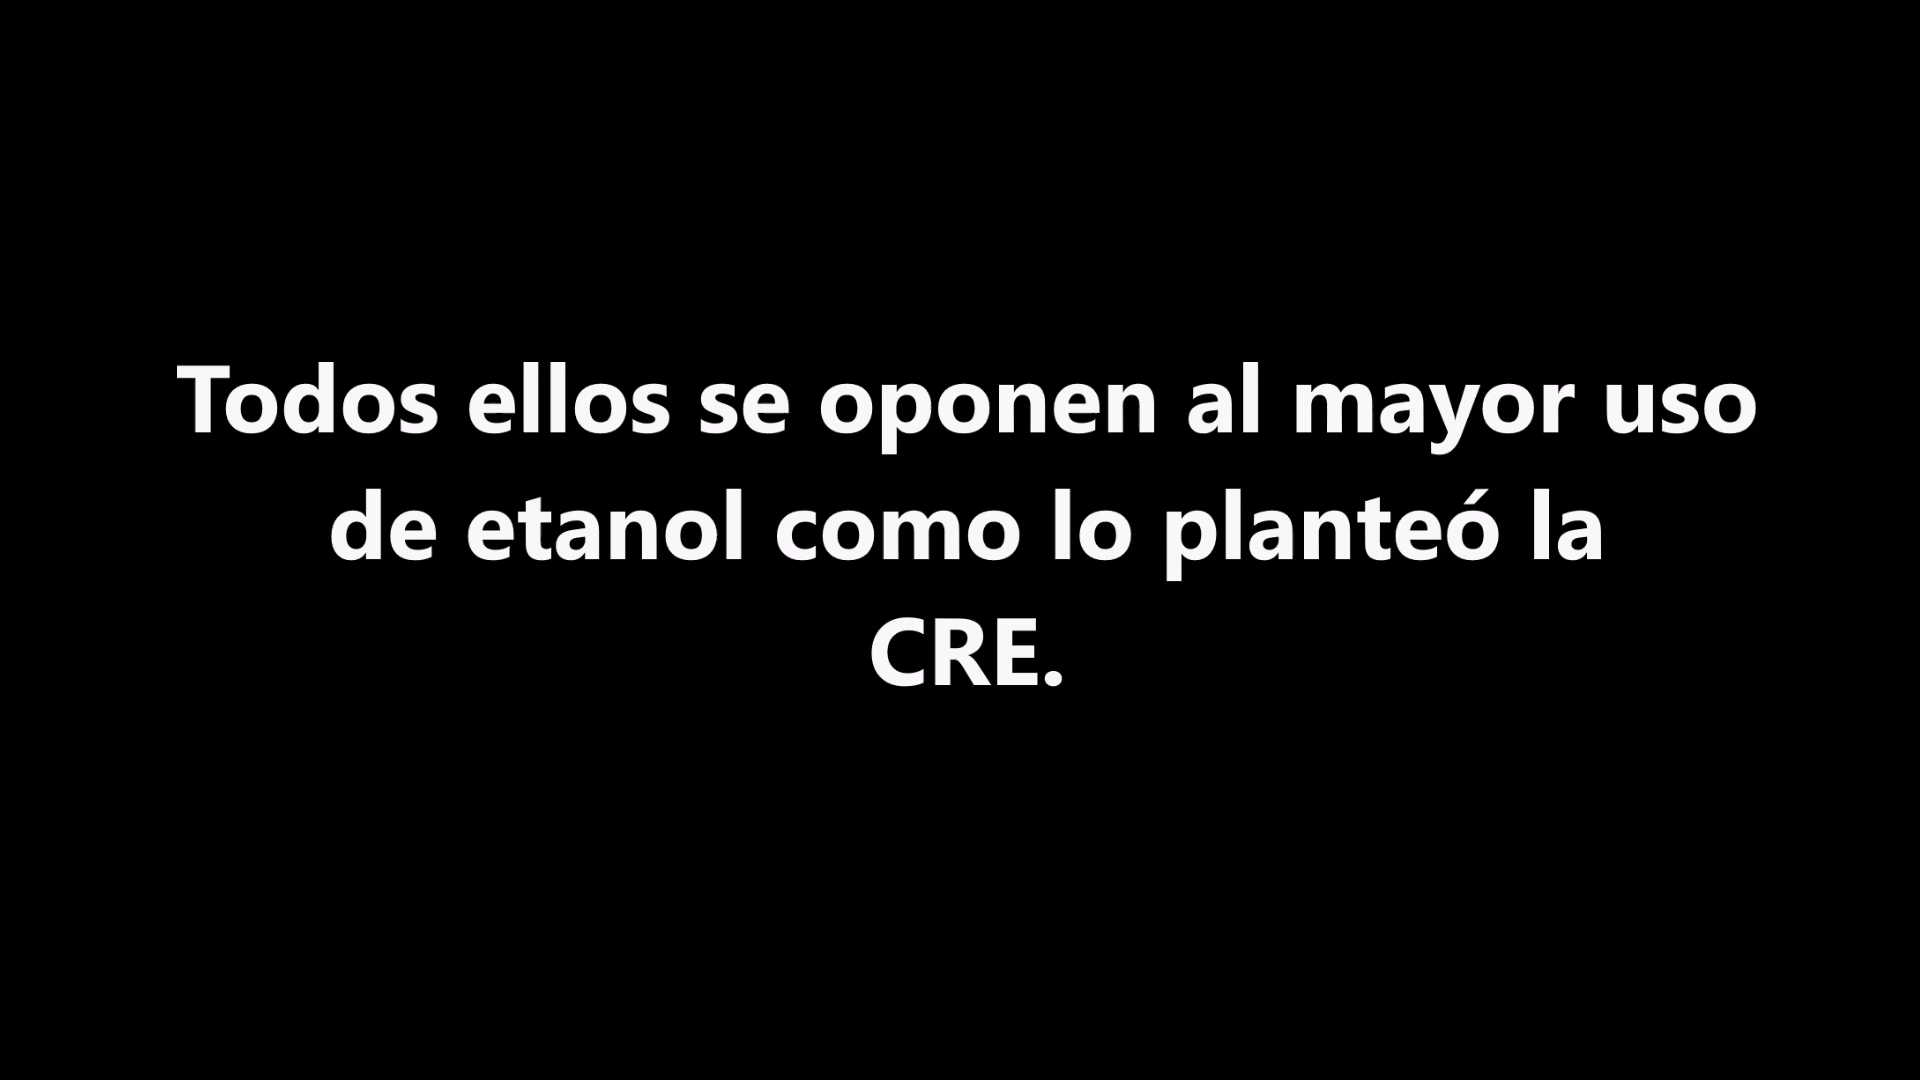 Todos ellos se oponen al mayor uso
de etanol como lo planteó la
CRE.